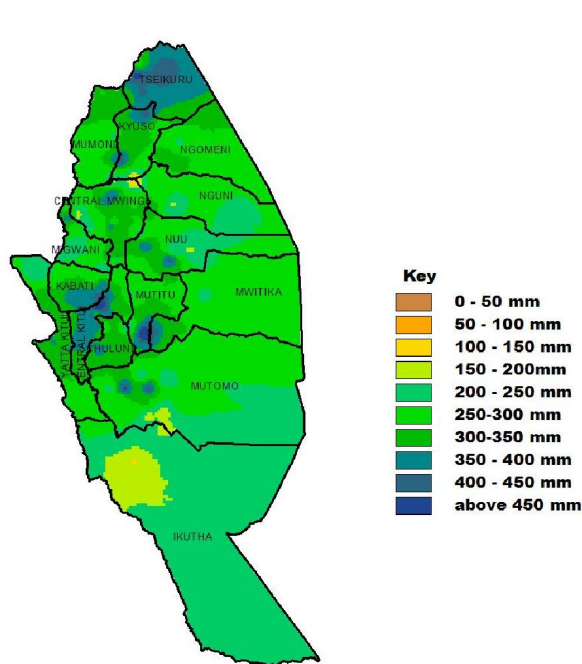 TSEIKURU
KYUSO
MUMONI
NGOMENI
CENTRAL MWINGI
NGUNI
NUU
MIGWANI
KABATI
MUTITU
MWITIKA
YATTA KITUI
CENTRAL KITUI
CHULUNI
MUTOMO
IKUTHA
Key
0 - 50 mm
50 - 100 mm
100 - 150 mm
150 - 200mm
200 - 250 mm
250-300 mm
300-350 mm
350 - 400 mm
400 - 450 mm
above 450 mm